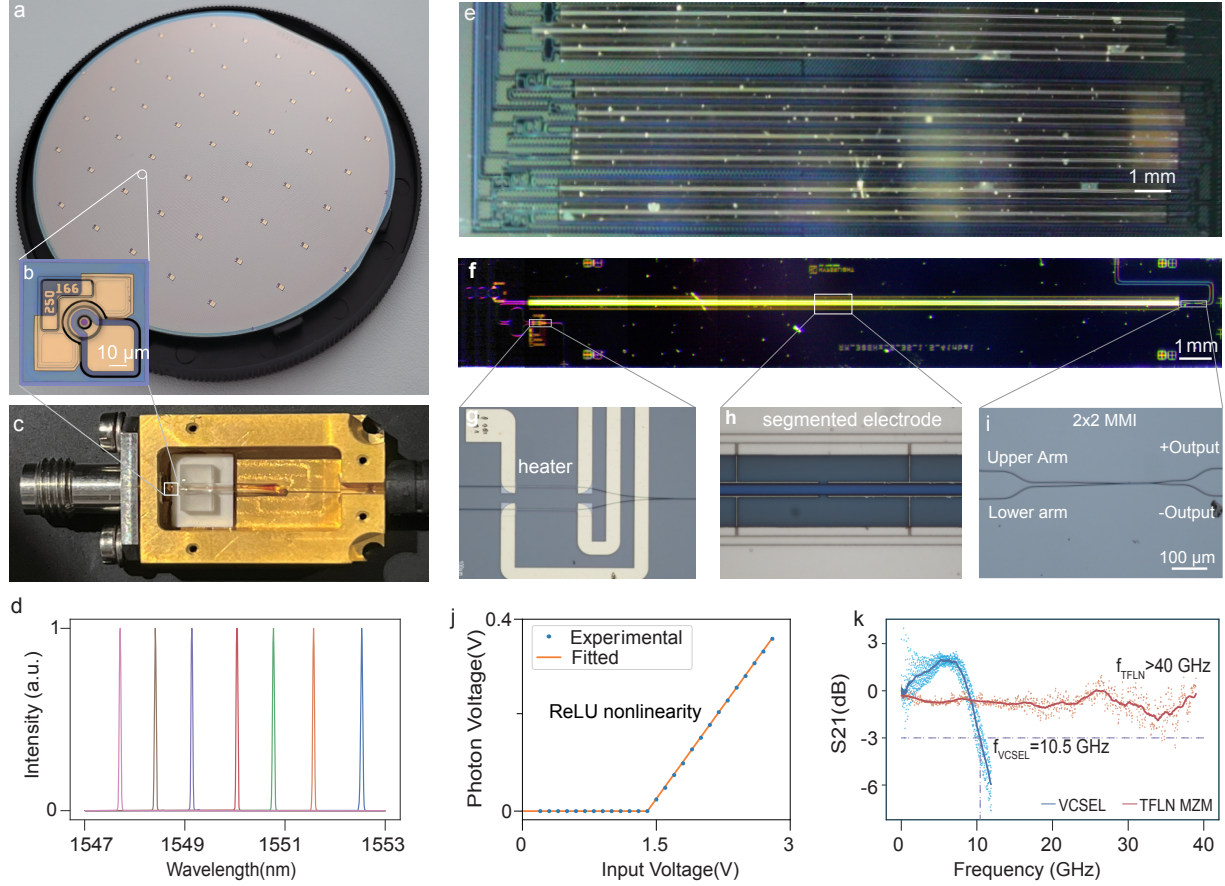 a
b
250
166
10 µm
c
d
1
0
Intensity (a.u.)
1547
1549
1551
1553
Wavelength(nm)
e
1 mm
f
1 mm
g
heater
h
segmented electrode
i
2x2 MMI
Upper Arm
+Output
Lower arm
-Output
100 µm
j
0.4
0
Photon Voltage(V)
Experimental
Fitted
ReLU nonlinearity
0
1.5
3
Input Voltage(V)
k
3
0
-3
-6
S21(dB)
fTFLN>40 GHz
fVCSEL=10.5 GHz
VCSEL
TFLN MZM
0
10
20
30
40
Frequency (GHz)